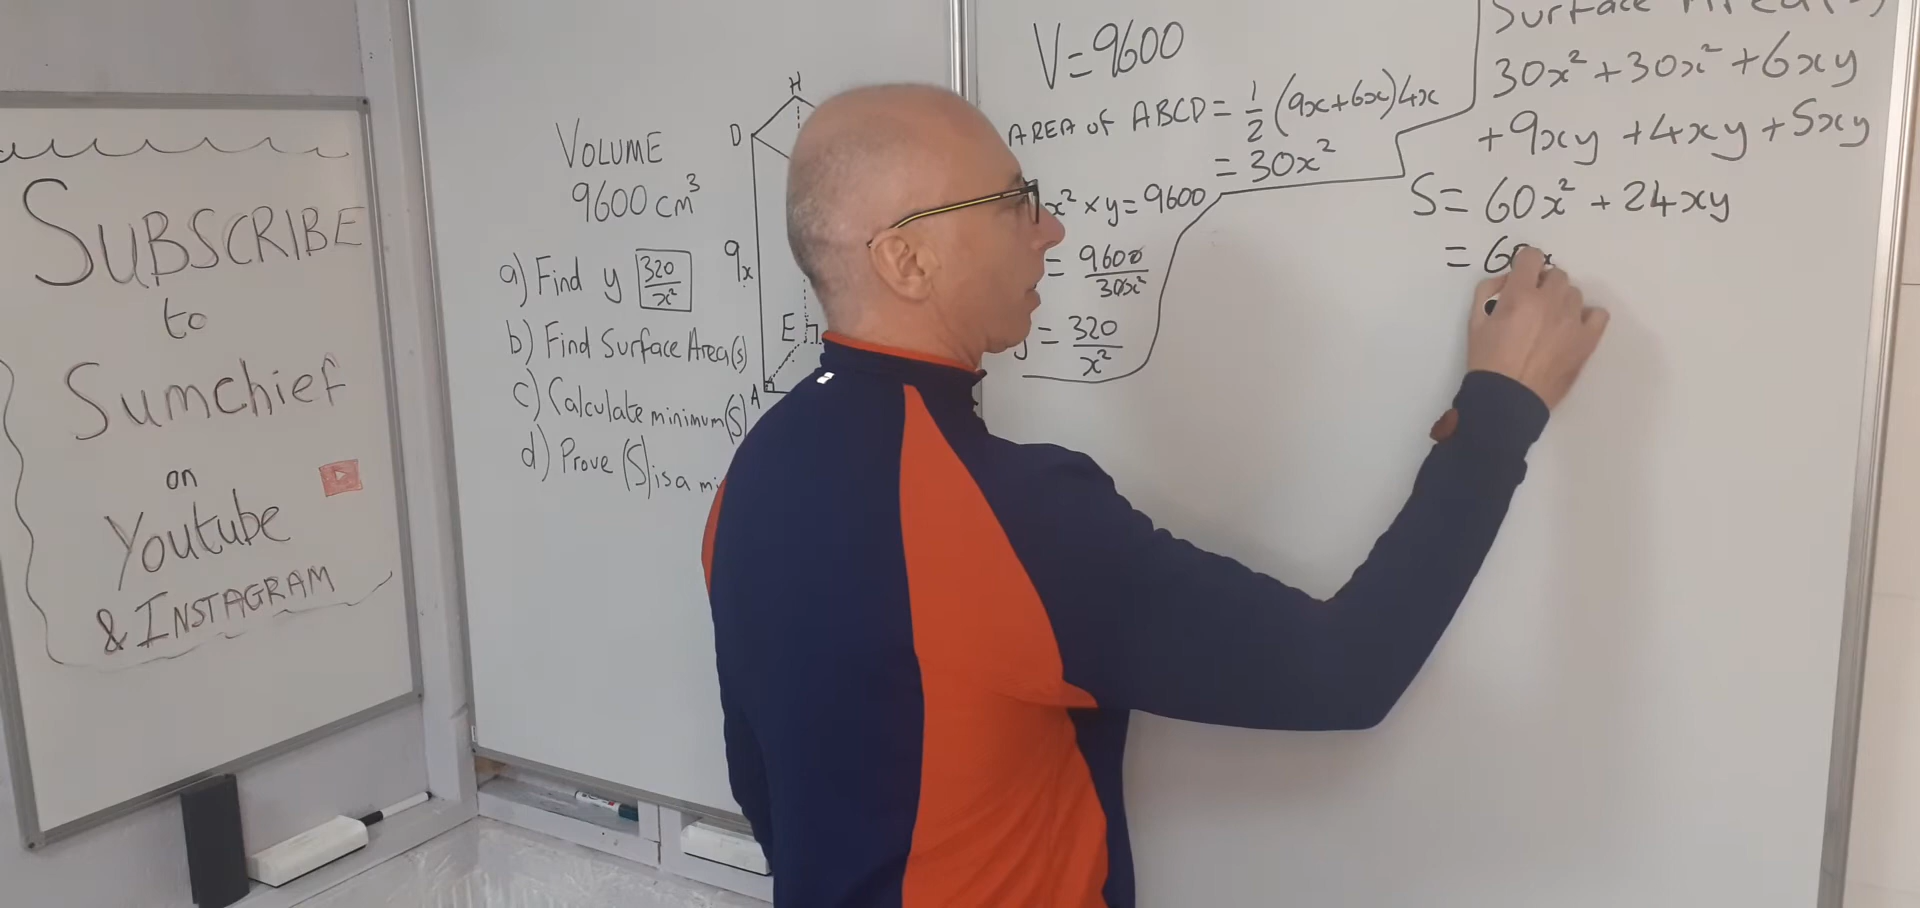 SUBSCRIBE
to
Sumchief
on
Youtube
& INSTAGRAM
VOLUME
9600 cm³
a) Find y 320/x²
b) Find Surface Area(s)
c) Calculate minimum(S)
d) Prove (S) is a
H
D
9x
E
A
V=9600
AREA of ABCD = 1/2 (9x+6x)4x
= 30x²
x² × y = 9600
= 9600/30x²
= 320/x²
Surface Area
30x² + 30x² + 6xy
+ 9xy + 4xy + 5xy
S = 60x² + 24xy
= 60